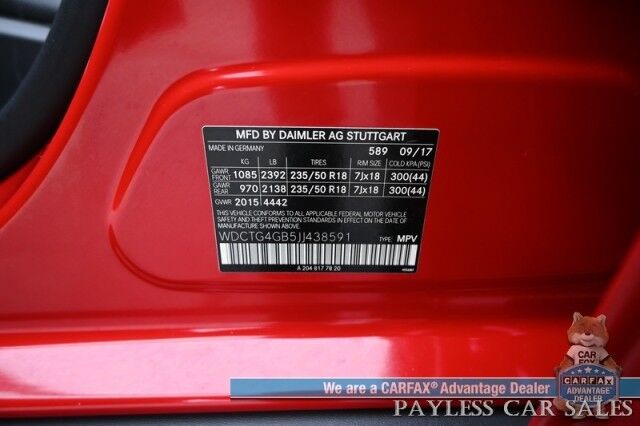 MFD BY DAIMLER AG STUTTGART
MADE IN GERMANY 589 09/17
KG LB TIRES RIM SIZE COLD KPA (PSI)
GAWR FRONT 1085 2392 235/50 R18 7Jx18 300(44)
GAWR REAR 970 2138 235/50 R18 7Jx18 300(44)
GVWR 2015 4442
THIS VEHICLE CONFORMS TO ALL APPLICABLE FEDERAL MOTOR VEHICLE
SAFETY BUMPER AND THEFT PREVENTION STANDARDS IN EFFECT ON THE DATE OF
MANUFACTURE SHOWN ABOVE
WDCTG4GB5JJ438591 TYPE: MPV
A 204 817 78 20
We are a CARFAX® Advantage Dealer
PAYLESS CAR SALES
CAR FOX
CARFAX
ADVANTAGE
DEALER